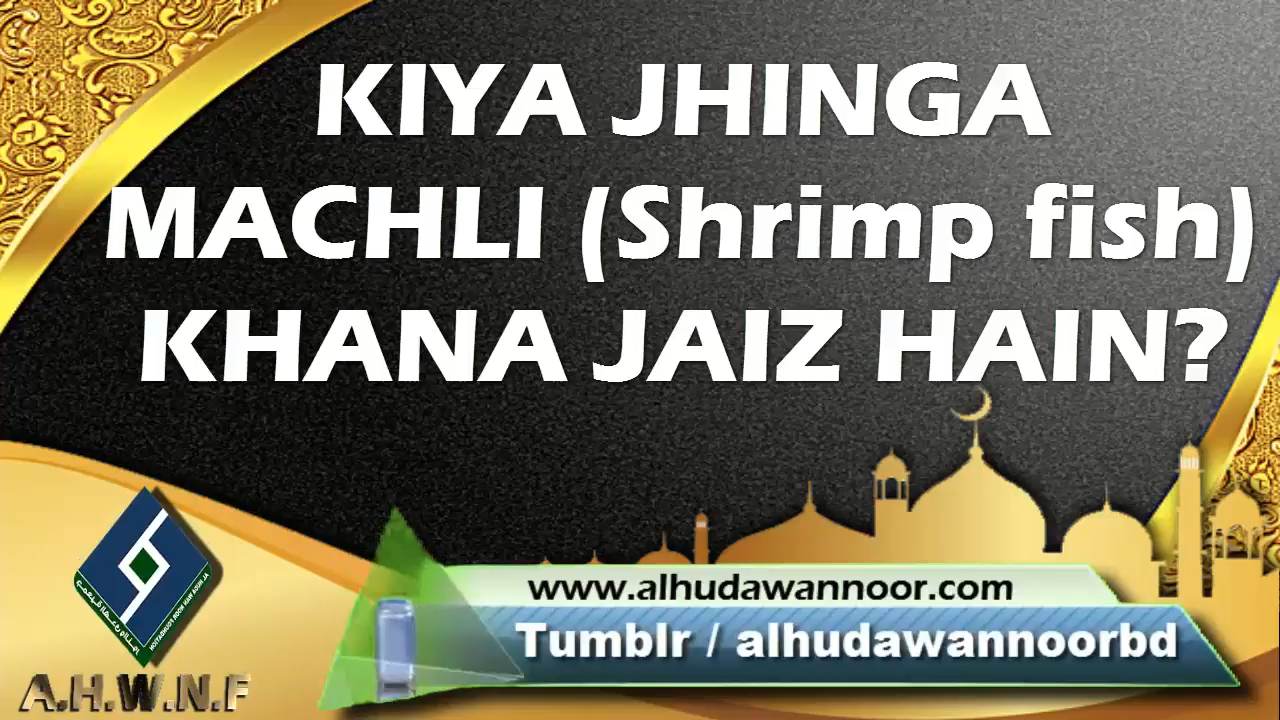 KIYA JHINGA
MACHLI (Shrimp fish)
KHANA JAIZ HAIN?
www.alhudawannoor.com
Tumblr / alhudawannoorbd
A.H.W.N.F